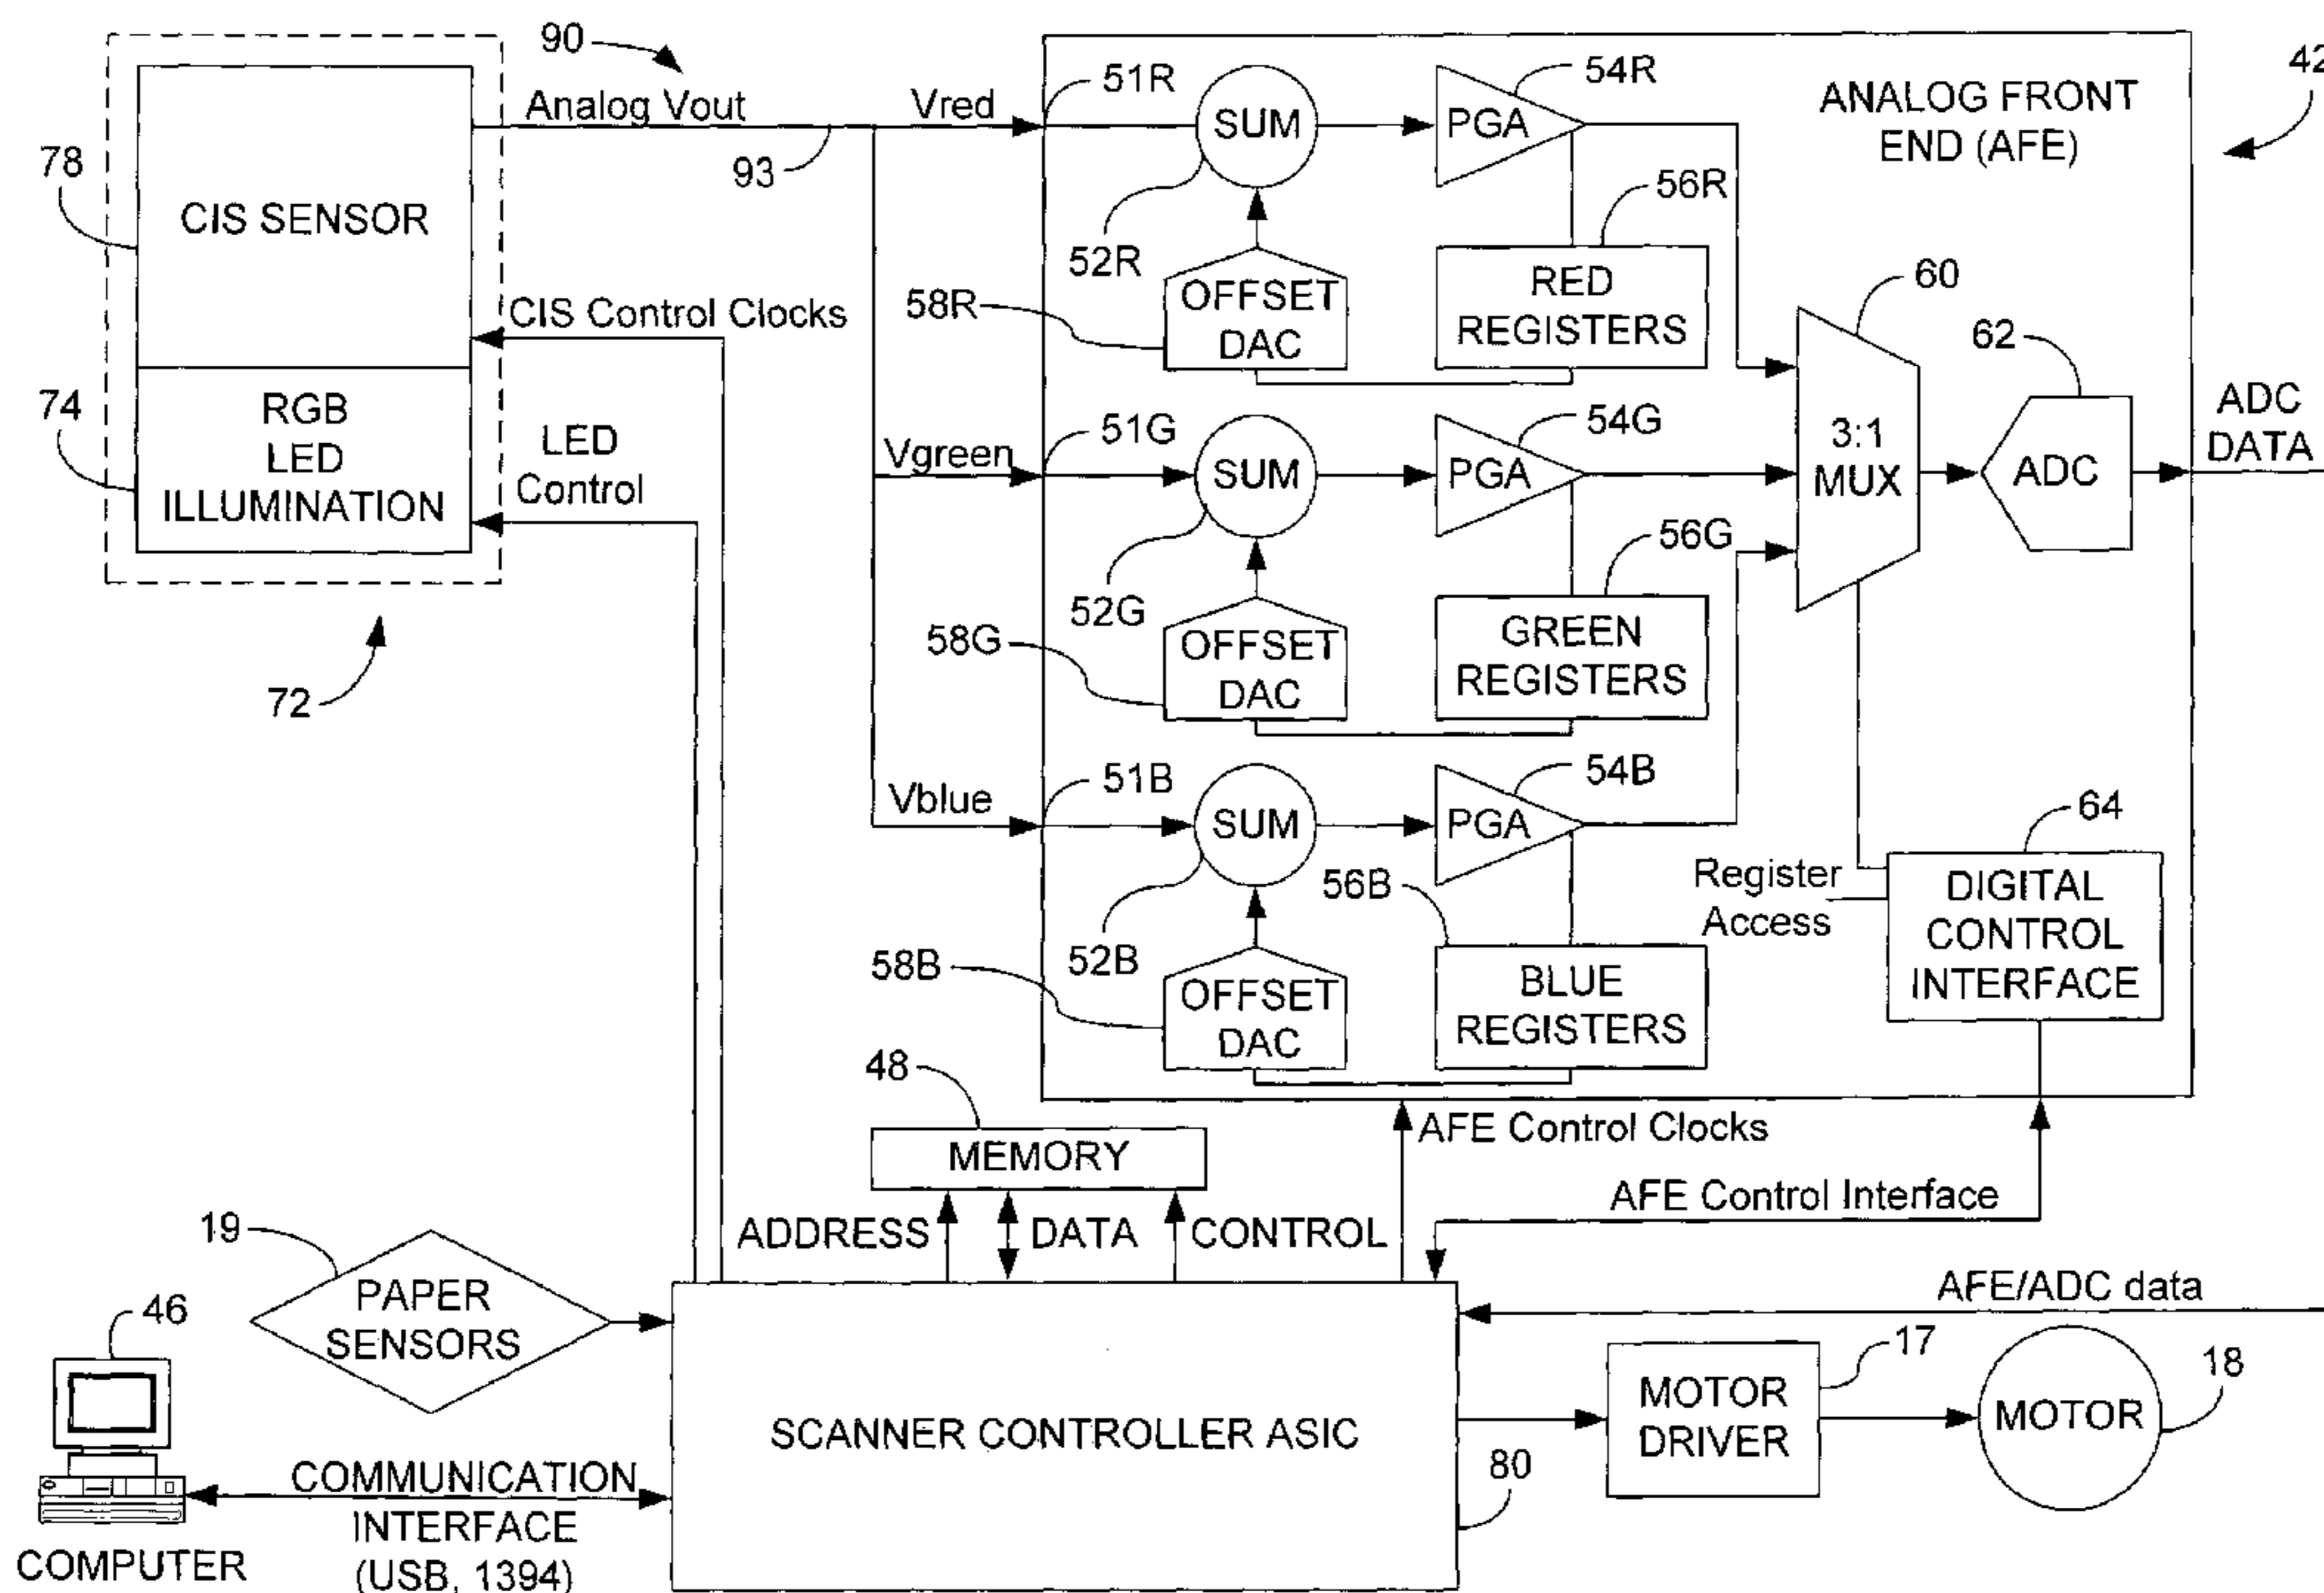 90
42
51R
54R
ANALOG FRONT
END (AFE)
Analog Vout
Vred
SUM
PGA
78
93
56R
CIS SENSOR
52R
60
58R
OFFSET
DAC
RED
REGISTERS
62
CIS Control Clocks
74
RGB
LED
ILLUMINATION
LED
Control
51G
54G
3:1
MUX
ADC
ADC
DATA
Vgreen
SUM
PGA
56G
52G
58G
OFFSET
DAC
GREEN
REGISTERS
72
51B
54B
Vblue
SUM
PGA
64
56B
Register
Access
DIGITAL
CONTROL
INTERFACE
52B
58B
OFFSET
DAC
BLUE
REGISTERS
48
MEMORY
AFE Control Clocks
AFE Control Interface
19
ADDRESS
DATA
CONTROL
PAPER
SENSORS
AFE/ADC data
46
17
18
MOTOR
DRIVER
MOTOR
SCANNER CONTROLLER ASIC
80
COMMUNICATION
INTERFACE
(USB, 1394)
COMPUTER